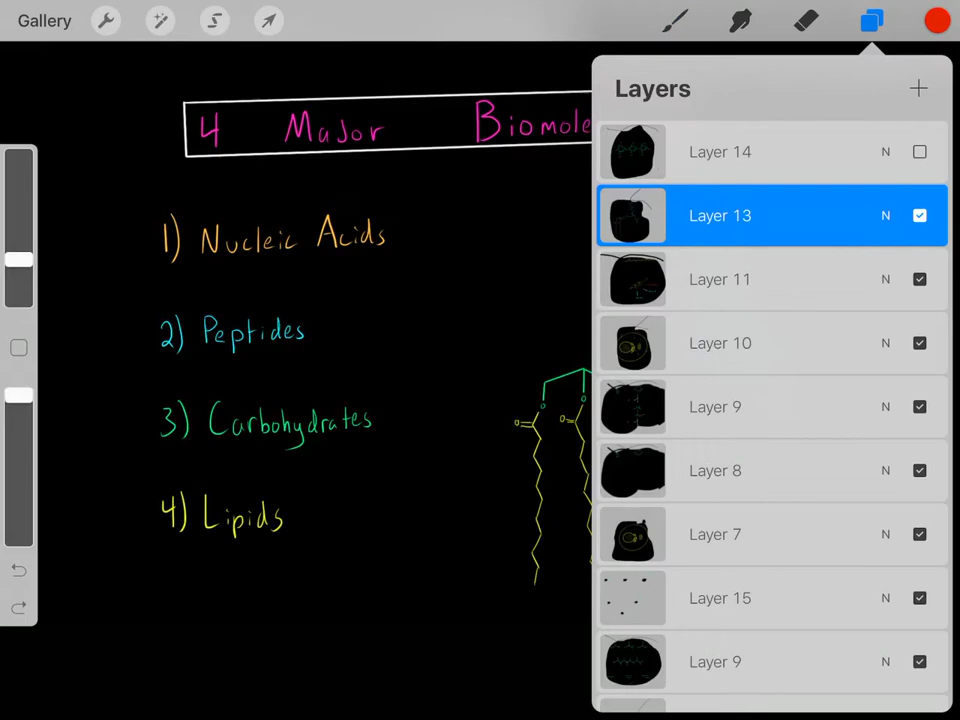 Gallery
Layers
4 Major Biomole
Layer 14 N
Layer 13 N
1) Nucleic Acids
Layer 11 N
2) Peptides
Layer 10 N
3) Carbohydrates
Layer 9 N
o o
o o
Layer 8 N
4) Lipids
Layer 7 N
Layer 15 N
Layer 9 N